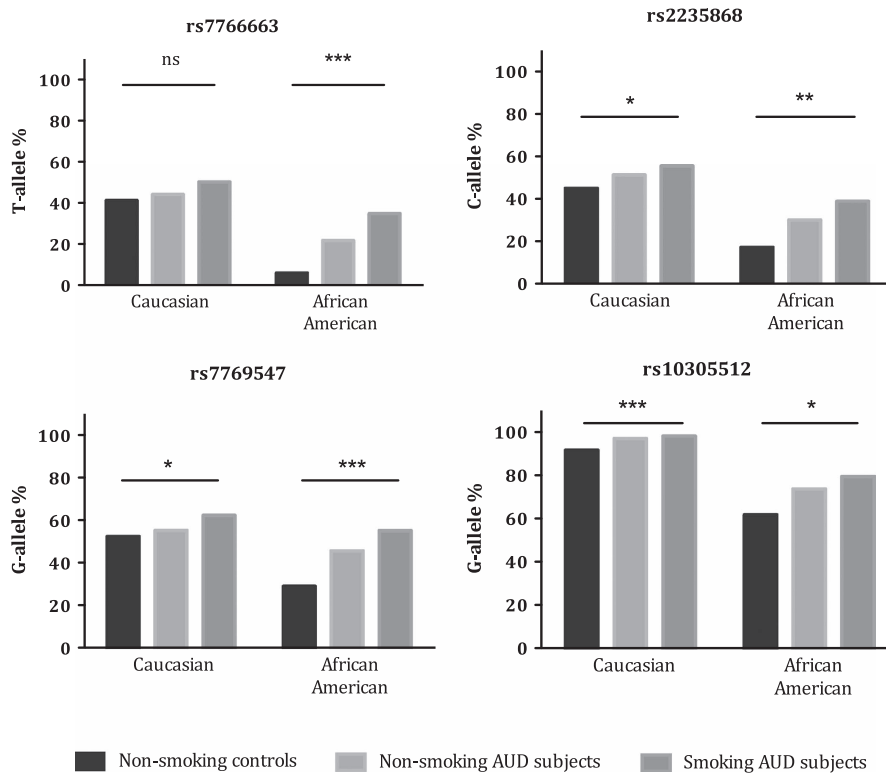 rs7766663
T-allele %
100
80
60
40
20
0
ns
***
Caucasian
African
American
rs2235868
C-allele %
100
80
60
40
20
0
*
**
Caucasian
African
American
rs7769547
G-allele %
100
80
60
40
20
0
*
***
Caucasian
African
American
rs10305512
G-allele %
100
80
60
40
20
0
***
*
Caucasian
African
American
Non-smoking controls Non-smoking AUD subjects Smoking AUD subjects